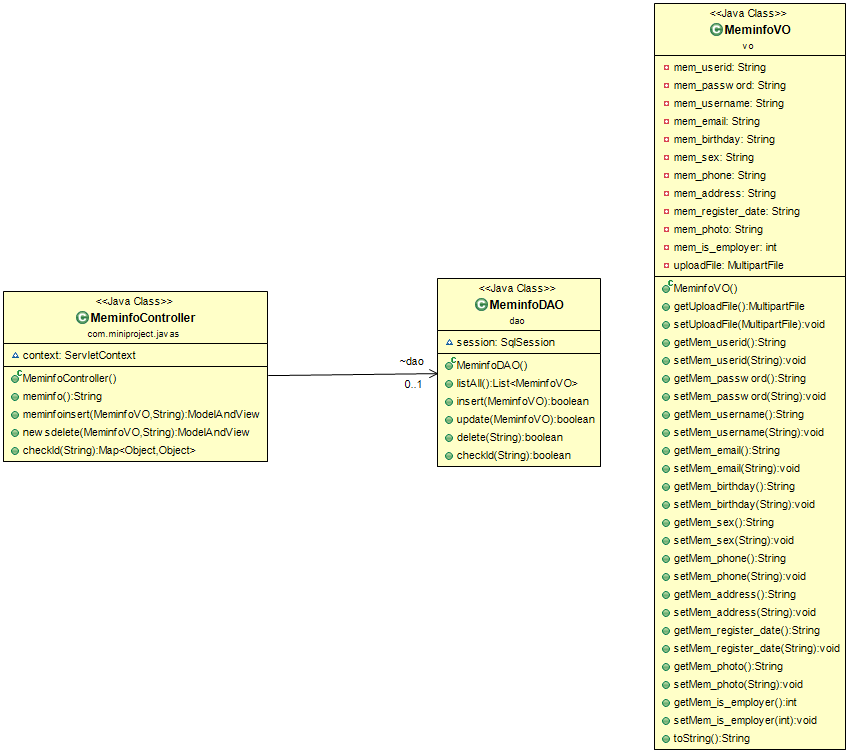 <<Java Class>>
MeminfoController
com.miniproject.javas
context: ServletContext
MeminfoController()
meminfo():String
meminfoinsert(MeminfoVO,String):ModelAndView
newsdelete(MeminfoVO,String):ModelAndView
checkId(String):Map<Object,Object>
~dao
0..1
<<Java Class>>
MeminfoDAO
dao
session: SqlSession
MeminfoDAO()
listAll():List<MeminfoVO>
insert(MeminfoVO):boolean
update(MeminfoVO):boolean
delete(String):boolean
checkId(String):boolean
<<Java Class>>
MeminfoVO
vo
mem_userid: String
mem_password: String
mem_username: String
mem_email: String
mem_birthday: String
mem_sex: String
mem_phone: String
mem_address: String
mem_register_date: String
mem_photo: String
mem_is_employer: int
uploadFile: MultipartFile
MeminfoVO()
getUploadFile():MultipartFile
setUploadFile(MultipartFile):void
getMem_userid():String
setMem_userid(String):void
getMem_password():String
setMem_password(String):void
getMem_username():String
setMem_username(String):void
getMem_email():String
setMem_email(String):void
getMem_birthday():String
setMem_birthday(String):void
getMem_sex():String
setMem_sex(String):void
getMem_phone():String
setMem_phone(String):void
getMem_address():String
setMem_address(String):void
getMem_register_date():String
setMem_register_date(String):void
getMem_photo():String
setMem_photo(String):void
getMem_is_employer():int
setMem_is_employer(int):void
toString():String